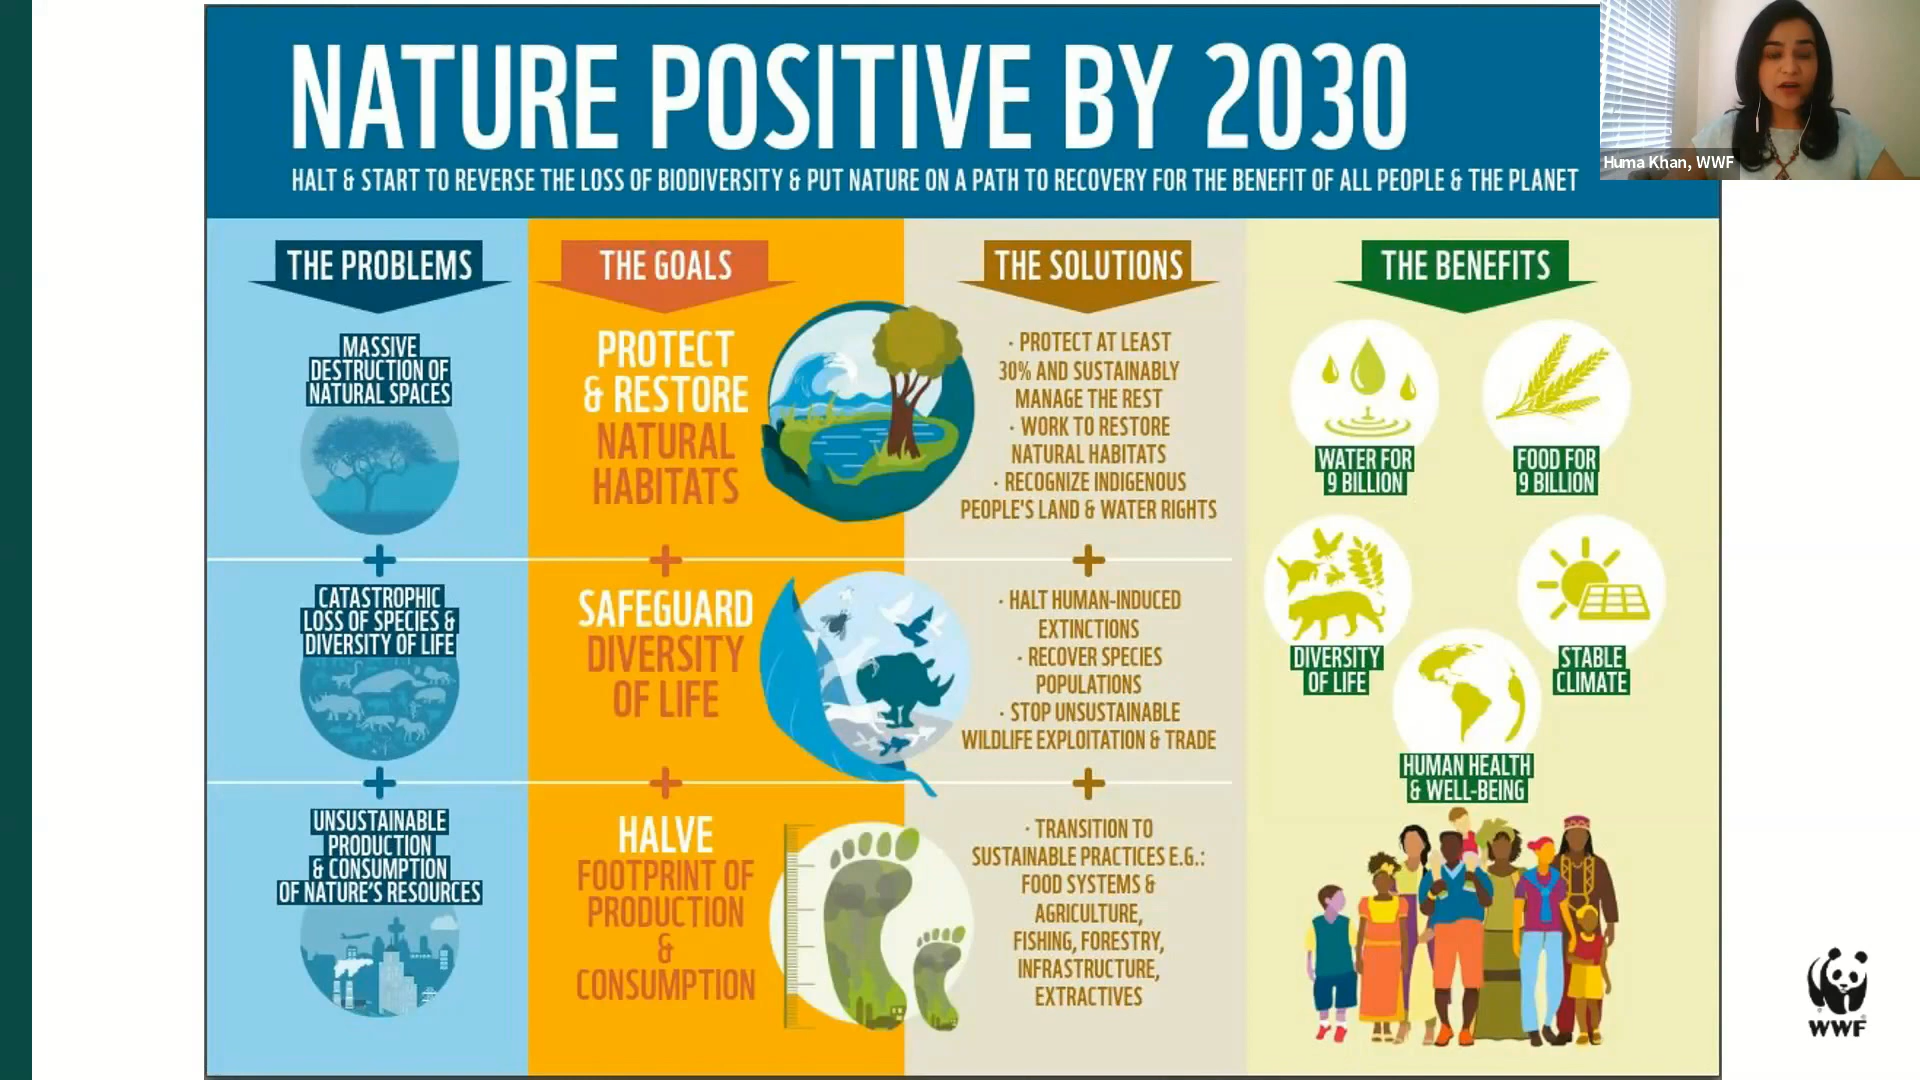 NATURE POSITIVE BY 2030
HALT & START TO REVERSE THE LOSS OF BIODIVERSITY & PUT NATURE ON A PATH TO RECOVERY FOR THE BENEFIT OF ALL PEOPLE & THE PLANET
Huma Khan, WWF
THE PROBLEMS
MASSIVE
DESTRUCTION OF
NATURAL SPACES
+
CATASTROPHIC
LOSS OF SPECIES &
DIVERSITY OF LIFE
+
UNSUSTAINABLE
PRODUCTION
& CONSUMPTION
OF NATURE'S RESOURCES
THE GOALS
PROTECT
& RESTORE
NATURAL
HABITATS
+
SAFEGUARD
DIVERSITY
OF LIFE
+
HALVE
FOOTPRINT OF
PRODUCTION
&
CONSUMPTION
THE SOLUTIONS
· PROTECT AT LEAST
30% AND SUSTAINABLY
MANAGE THE REST
· WORK TO RESTORE
NATURAL HABITATS
· RECOGNIZE INDIGENOUS
PEOPLE'S LAND & WATER RIGHTS
+
· HALT HUMAN-INDUCED
EXTINCTIONS
· RECOVER SPECIES
POPULATIONS
· STOP UNSUSTAINABLE
WILDLIFE EXPLOITATION & TRADE
+
· TRANSITION TO
SUSTAINABLE PRACTICES E.G.:
FOOD SYSTEMS &
AGRICULTURE,
FISHING, FORESTRY,
INFRASTRUCTURE,
EXTRACTIVES
THE BENEFITS
WATER FOR
9 BILLION
FOOD FOR
9 BILLION
DIVERSITY
OF LIFE
STABLE
CLIMATE
HUMAN HEALTH
& WELL-BEING
WWF